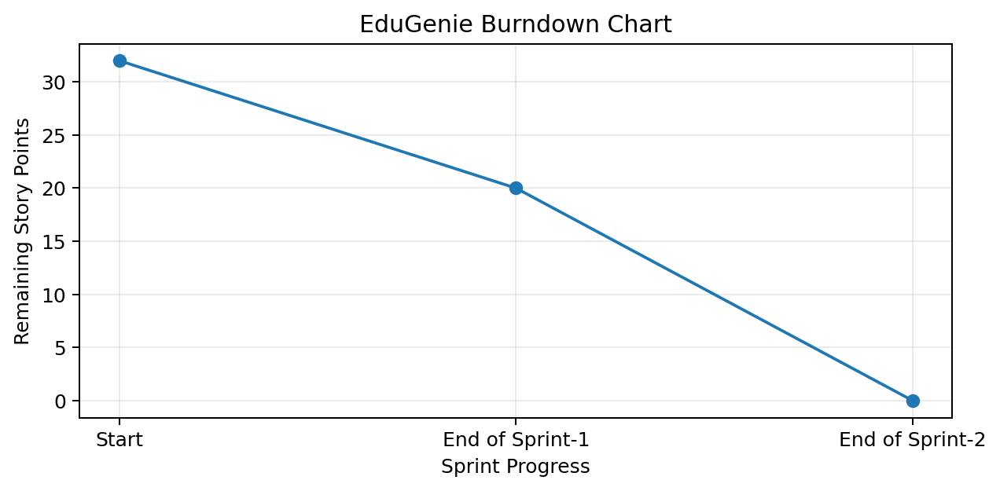 EduGenie Burndown Chart
Remaining Story Points
30
25
20
15
10
5
0
Start
End of Sprint-1
End of Sprint-2
Sprint Progress